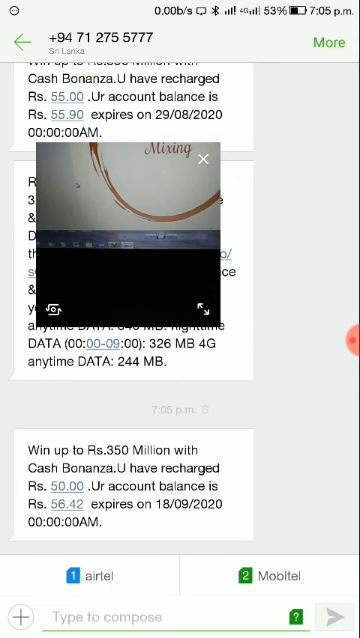 0.00b/s 4G 53% 7:05 p.m.
+94 71 275 5777
More
Sri Lanka
Cash Bonanza.U have recharged
Rs. 55.00 .Ur account balance is
Rs. 55.90 expires on 29/08/2020
00:00:00AM.
Mixing
anytime DATA:
DATA (00:00-09:00): 326 MB 4G
anytime DATA: 244 MB.
7:05 p.m.
Win up to Rs.350 Million with
Cash Bonanza.U have recharged
Rs. 50.00 .Ur account balance is
Rs. 56.42 expires on 18/09/2020
00:00:00AM.
1 airtel
2 Mobitel
Type to compose
?